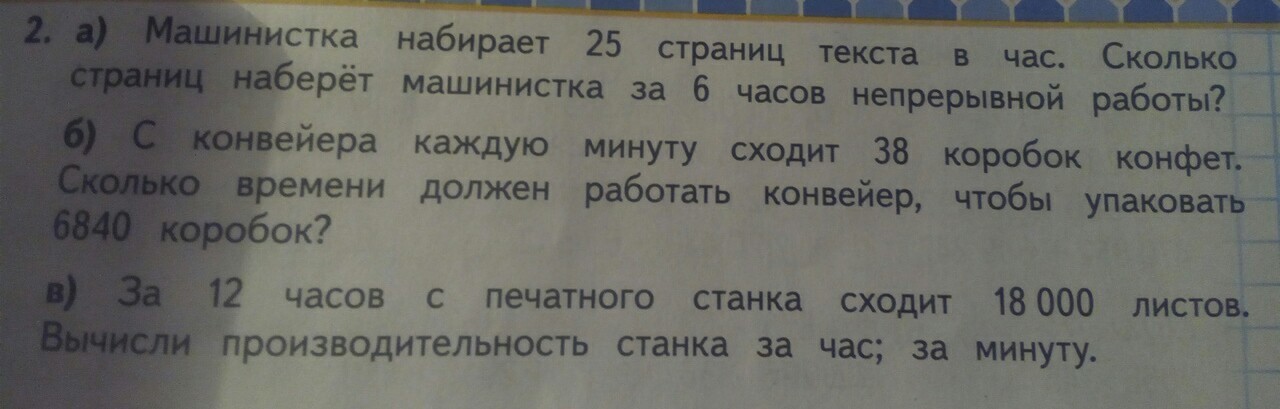 2. а) Машинистка набирает 25 страниц текста в час. Сколько
страниц наберёт машинистка за 6 часов непрерывной работы?
б) С конвейера каждую минуту сходит 38 коробок конфет.
Сколько времени должен работать конвейер, чтобы упаковать
6840 коробок?
в) За 12 часов с печатного станка сходит 18 000 листов.
Вычисли производительность станка за час; за минуту.